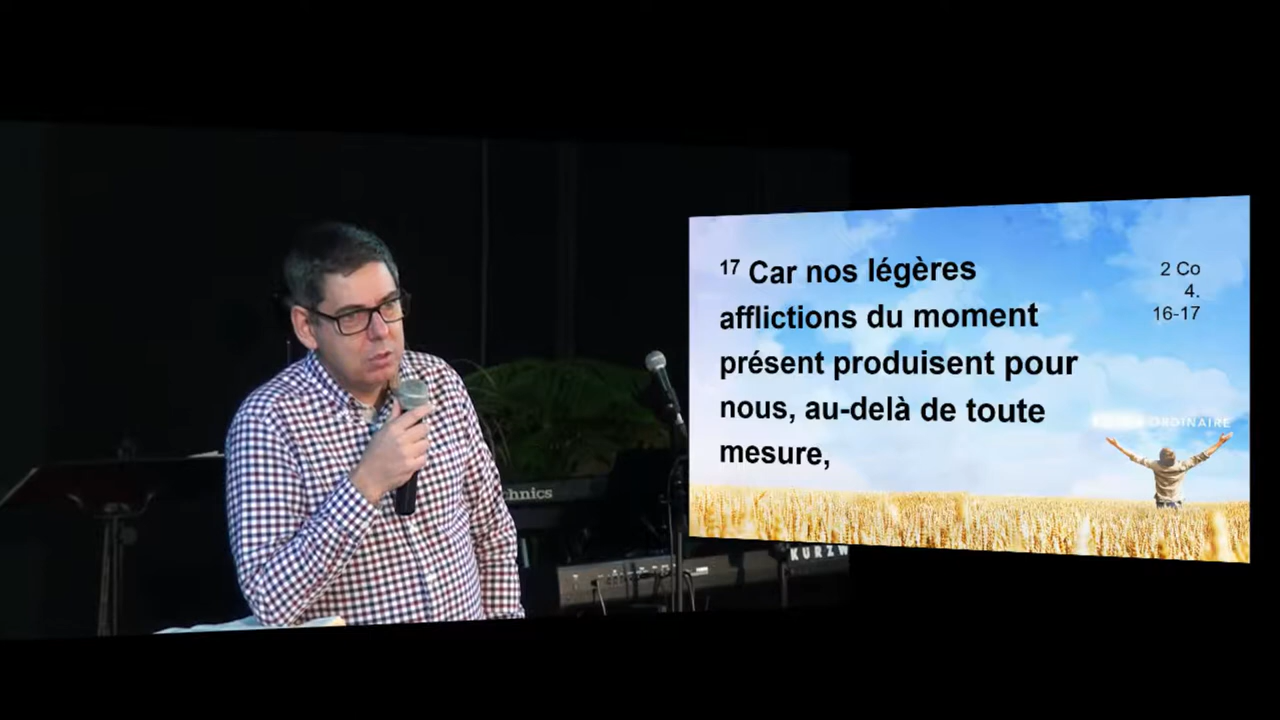 17 Car nos légères
afflictions du moment
présent produisent pour
nous, au-delà de toute
mesure,
2 Co
4.
16-17
ORDINAIRE
chnics
KURZW